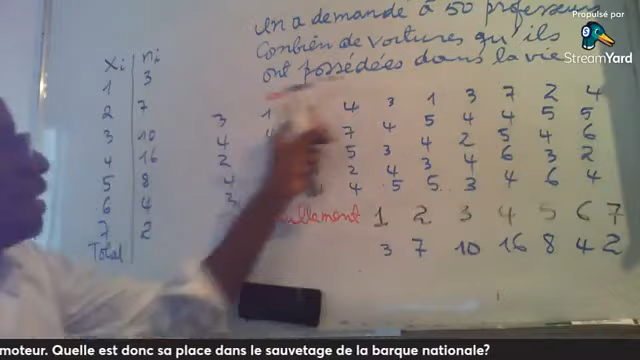 on a demandé à 50 professeurs
Combien de voitures qu'ils
ont possédées dans la vie
Propulsé par
StreamYard
xi ni
1 3
2 7
3 10
4 16
5 8
6 4
7 2
Total
3 1 4 3 1 3 7 2 4
4 7 4 5 4 4 5 5
2 5 3 4 2 5 4 6
4 2 4 3 4 6 3 2
3 4 5 5 3 4 6 4
1 2 3 4 5 6 7
3 7 10 16 8 4 2
moteur. Quelle est donc sa place dans le sauvetage de la barque nationale?